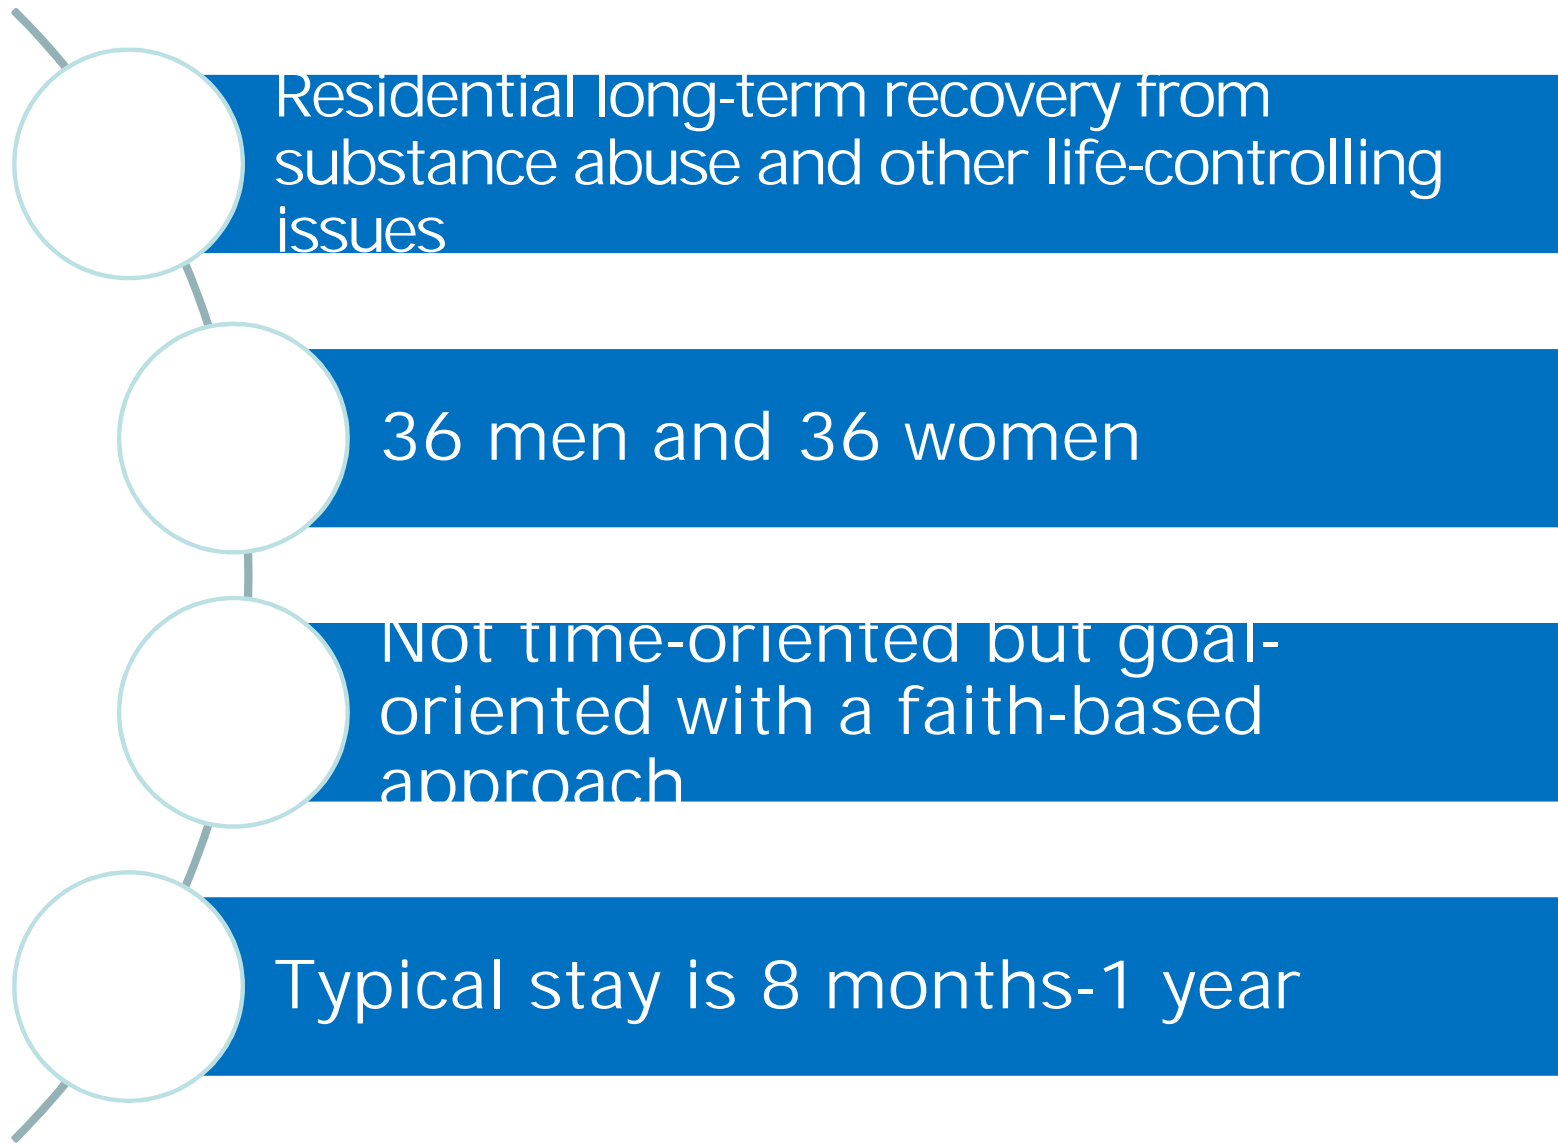 Residential long-term recovery from
substance abuse and other life-controlling
issues
36 men and 36 women
Not time-oriented but goal-
oriented with a faith-based
approach
Typical stay is 8 months-1 year